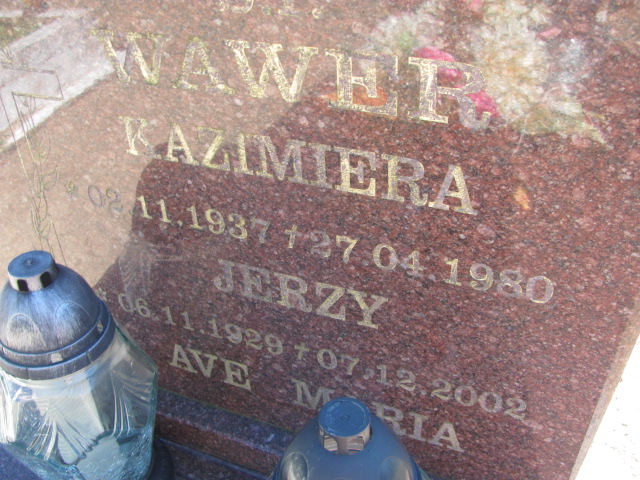 Ś.P.
WAWER
KAZIMIERA
* 02.11.1937 † 27.04.1980
JERZY
* 06.11.1929 † 07.12.2002
AVE MARIA